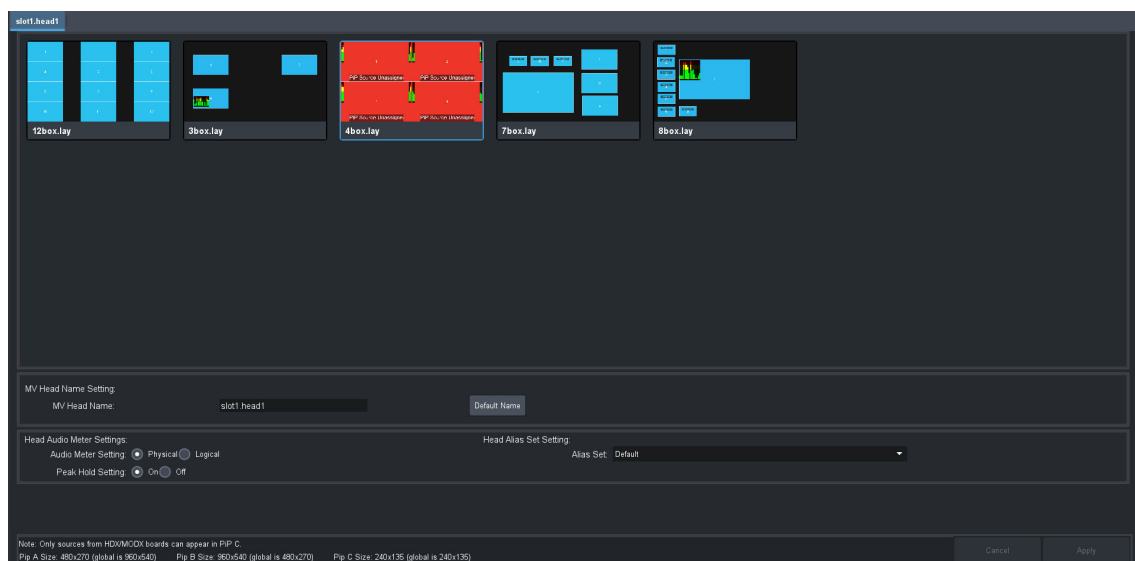 slot1.head1
PiP Source Unassigne PiP Source Unassigne
PiP Source Unassigne PiP Source Unassigne
12box.lay 3box.lay 4box.lay 7box.lay 8box.lay
MV Head Name Setting:
MV Head Name: slot1.head1 Default Name
Head Audio Meter Settings: Head Alias Set Setting:
Audio Meter Setting: Physical Logical Alias Set: Default
Peak Hold Setting: On Off
Note: Only sources from HDX/MODX boards can appear in PiP C.
Pip A Size: 480x270 (global is 960x540) Pip B Size: 960x540 (global is 480x270) Pip C Size: 240x135 (global is 240x135)
Cancel Apply